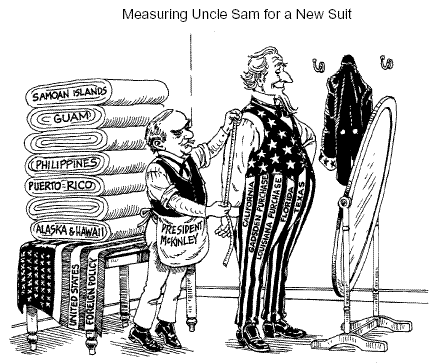 Measuring Uncle Sam for a New Suit
SAMOAN ISLANDS
GUAM
PHILIPPINES
PUERTO-RICO
ALASKA & HAWAII
UNITED STATES
FOREIGN POLICY
PRESIDENT
McKINLEY
CALIFORNIA
GADSDEN PURCHASE
LOUISIANA PURCHASE
FLORIDA
TEXAS